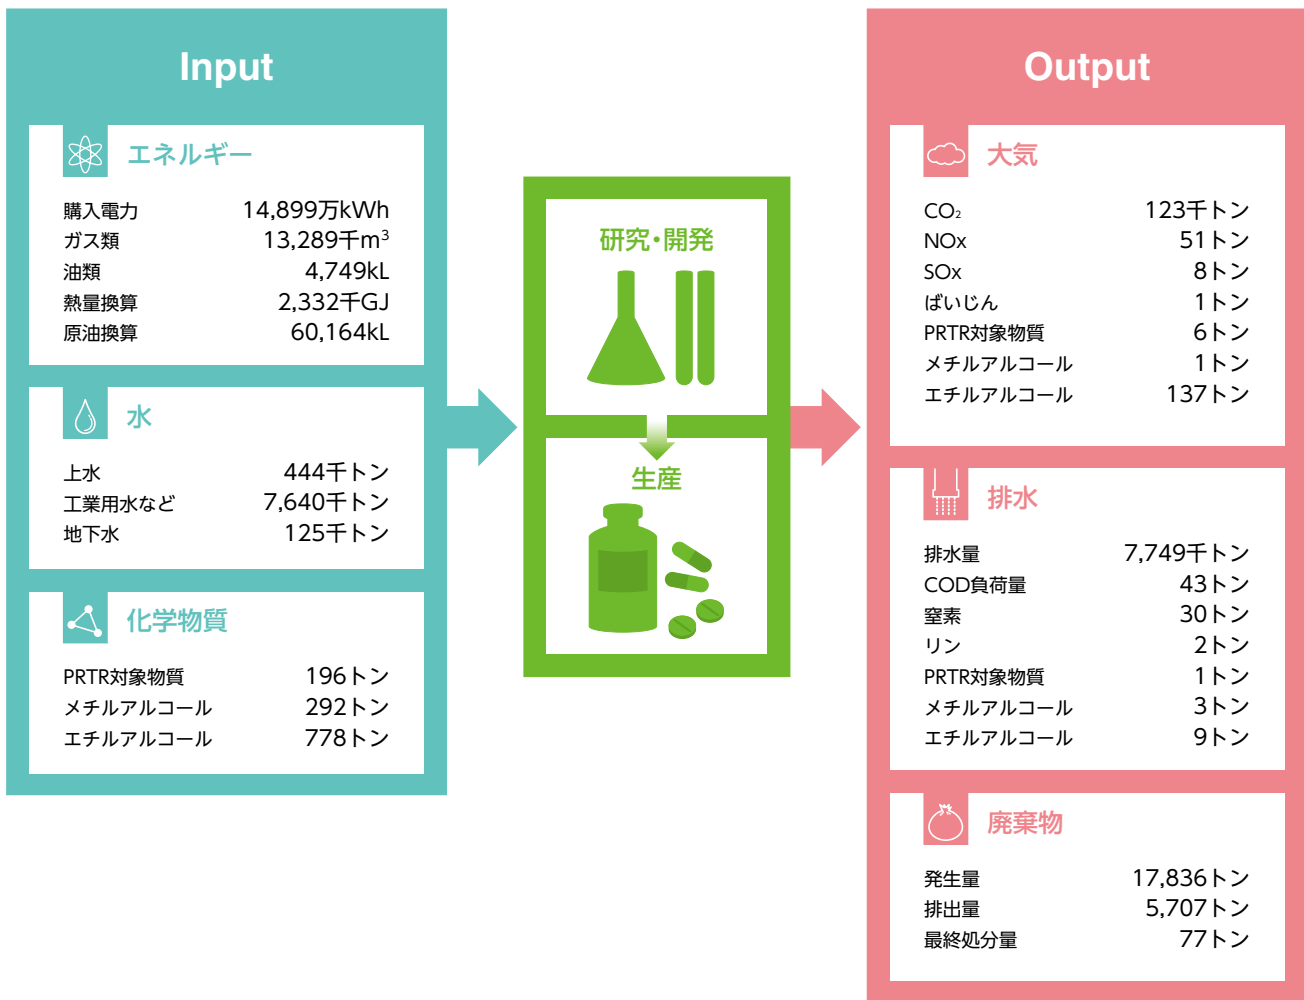 Input
エネルギー
購入電力 14,899万kWh
ガス類 13,289千m³
油類 4,749kL
熱量換算 2,332千GJ
原油換算 60,164kL
水
上水 444千トン
工業用水など 7,640千トン
地下水 125千トン
化学物質
PRTR対象物質 196トン
メチルアルコール 292トン
エチルアルコール 778トン
研究・開発
生産
Output
大気
CO₂ 123千トン
NOx 51トン
SOx 8トン
ばいじん 1トン
PRTR対象物質 6トン
メチルアルコール 1トン
エチルアルコール 137トン
排水
排水量 7,749千トン
COD負荷量 43トン
窒素 30トン
リン 2トン
PRTR対象物質 1トン
メチルアルコール 3トン
エチルアルコール 9トン
廃棄物
発生量 17,836トン
排出量 5,707トン
最終処分量 77トン